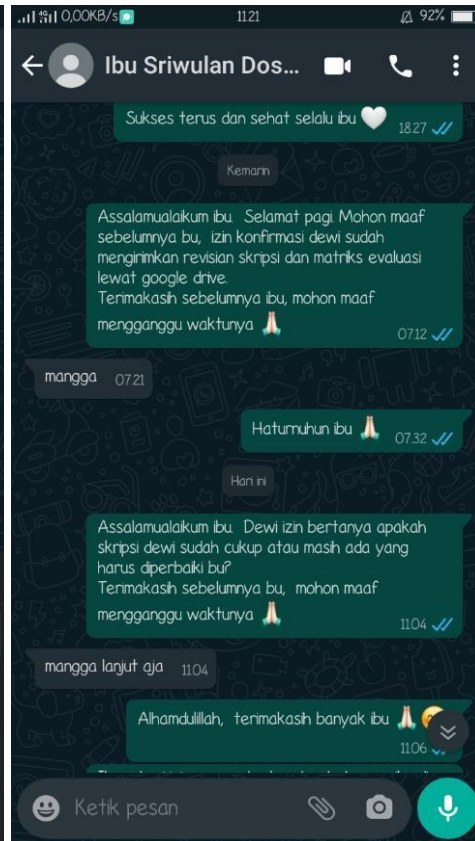 0,00KB/s
11.21
92%
Ibu Sriwulan Dos...
Sukses terus dan sehat selalu ibu
18.27
Kemarin
Assalamualaikum ibu. Selamat pagi. Mohon maaf
sebelumnya bu, izin konfirmasi dewi sudah
mengirimkan revisian skripsi dan matriks evaluasi
lewat google drive.
Terimakasih sebelumnya ibu, mohon maaf
mengganggu waktunya
07.12
mangga 07.21
Hatumuhun ibu 07.32
Hari ini
Assalamualaikum ibu. Dewi izin bertanya apakah
skripsi dewi sudah cukup atau masih ada yang
harus diperbaiki bu?
Terimakasih sebelumnya bu, mohon maaf
mengganggu waktunya
11.04
mangga lanjut aja 11.04
Alhamdulillah, terimakasih banyak ibu
11.06
Ketik pesan